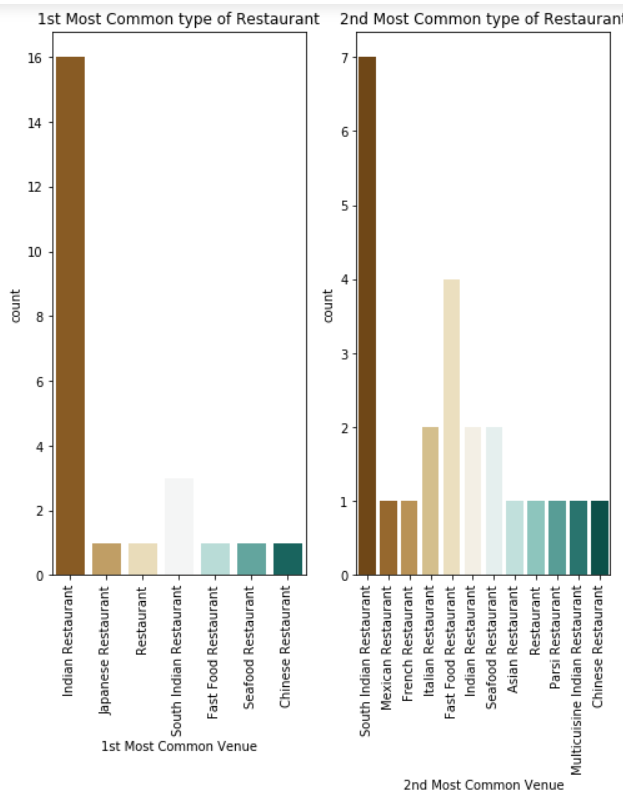 1st Most Common type of Restaurant
16
14
12
10
8
6
4
2
0
count
Indian Restaurant
Japanese Restaurant
Restaurant
South Indian Restaurant
Fast Food Restaurant
Seafood Restaurant
Chinese Restaurant
1st Most Common Venue
2nd Most Common type of Restaurant
7
6
5
4
3
2
1
0
count
South Indian Restaurant
Mexican Restaurant
French Restaurant
Italian Restaurant
Fast Food Restaurant
Indian Restaurant
Seafood Restaurant
Asian Restaurant
Restaurant
Parsi Restaurant
Multicuisine Indian Restaurant
Chinese Restaurant
2nd Most Common Venue